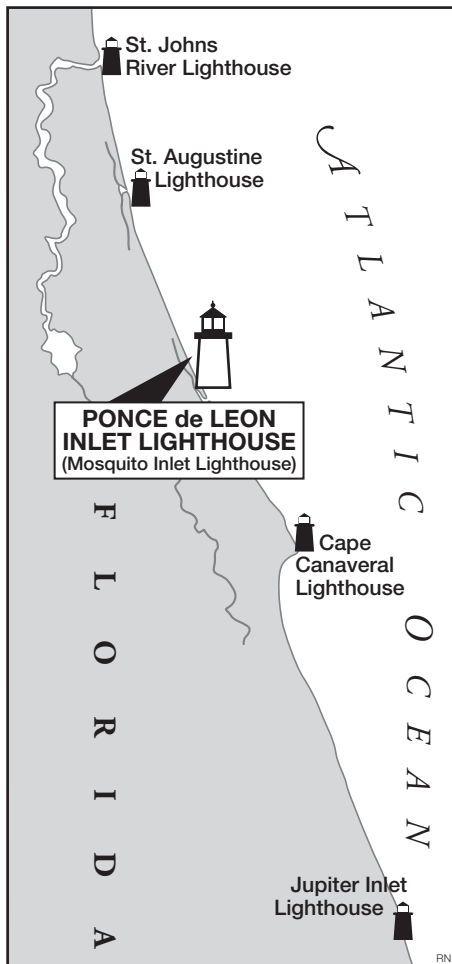 St. Johns
River Lighthouse
St. Augustine
Lighthouse
ATLANTIC OCEAN
PONCE de LEON
INLET LIGHTHOUSE
(Mosquito Inlet Lighthouse)
FLORIDA
Cape
Canaveral
Lighthouse
Jupiter Inlet
Lighthouse
RN